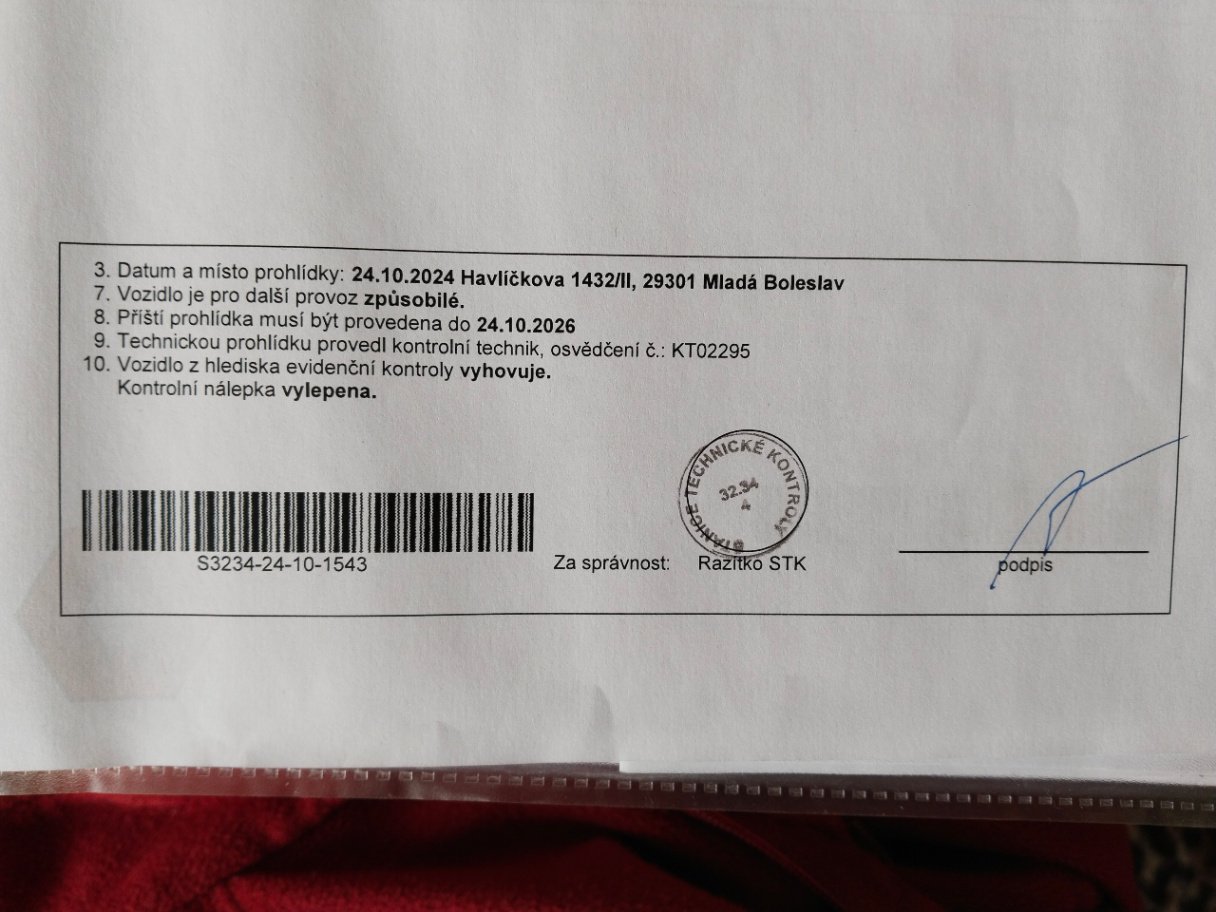 3. Datum a místo prohlídky: 24.10.2024 Havlíčkova 1432/II, 29301 Mladá Boleslav
7. Vozidlo je pro další provoz způsobilé.
8. Příští prohlídka musí být provedena do 24.10.2026
9. Technickou prohlídku provedl kontrolní technik, osvědčení č.: KT02295
10. Vozidlo z hlediska evidenční kontroly vyhovuje.
Kontrolní nálepka vylepena.
STANICE TECHNICKÉ KONTROLY
32.34
4
S3234-24-10-1543
Za správnost: Razítko STK
podpis